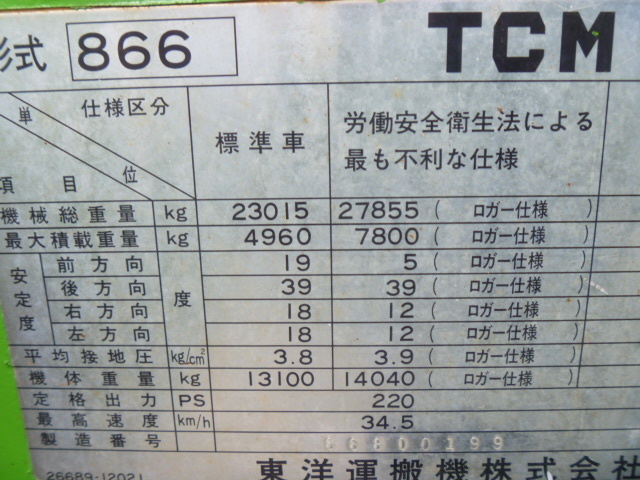 形式 866 TCM
単位 項目 仕様区分 標準車 労働安全衛生法による
最も不利な仕様
機械総重量 kg 23015 27855 ( ロガー仕様 )
最大積載重量 kg 4960 7800 ( ロガー仕様 )
安定度 前方向 度 19 5 ( ロガー仕様 )
後方向 39 39 ( ロガー仕様 )
右方向 18 12 ( ロガー仕様 )
左方向 18 12 ( ロガー仕様 )
平均接地圧 kg/cm² 3.8 3.9 ( ロガー仕様 )
機体重量 kg 13100 14040 ( ロガー仕様 )
定格出力 PS 220
最高速度 km/h 34.5
製造番号
26689-12021 東洋運搬機株式会社